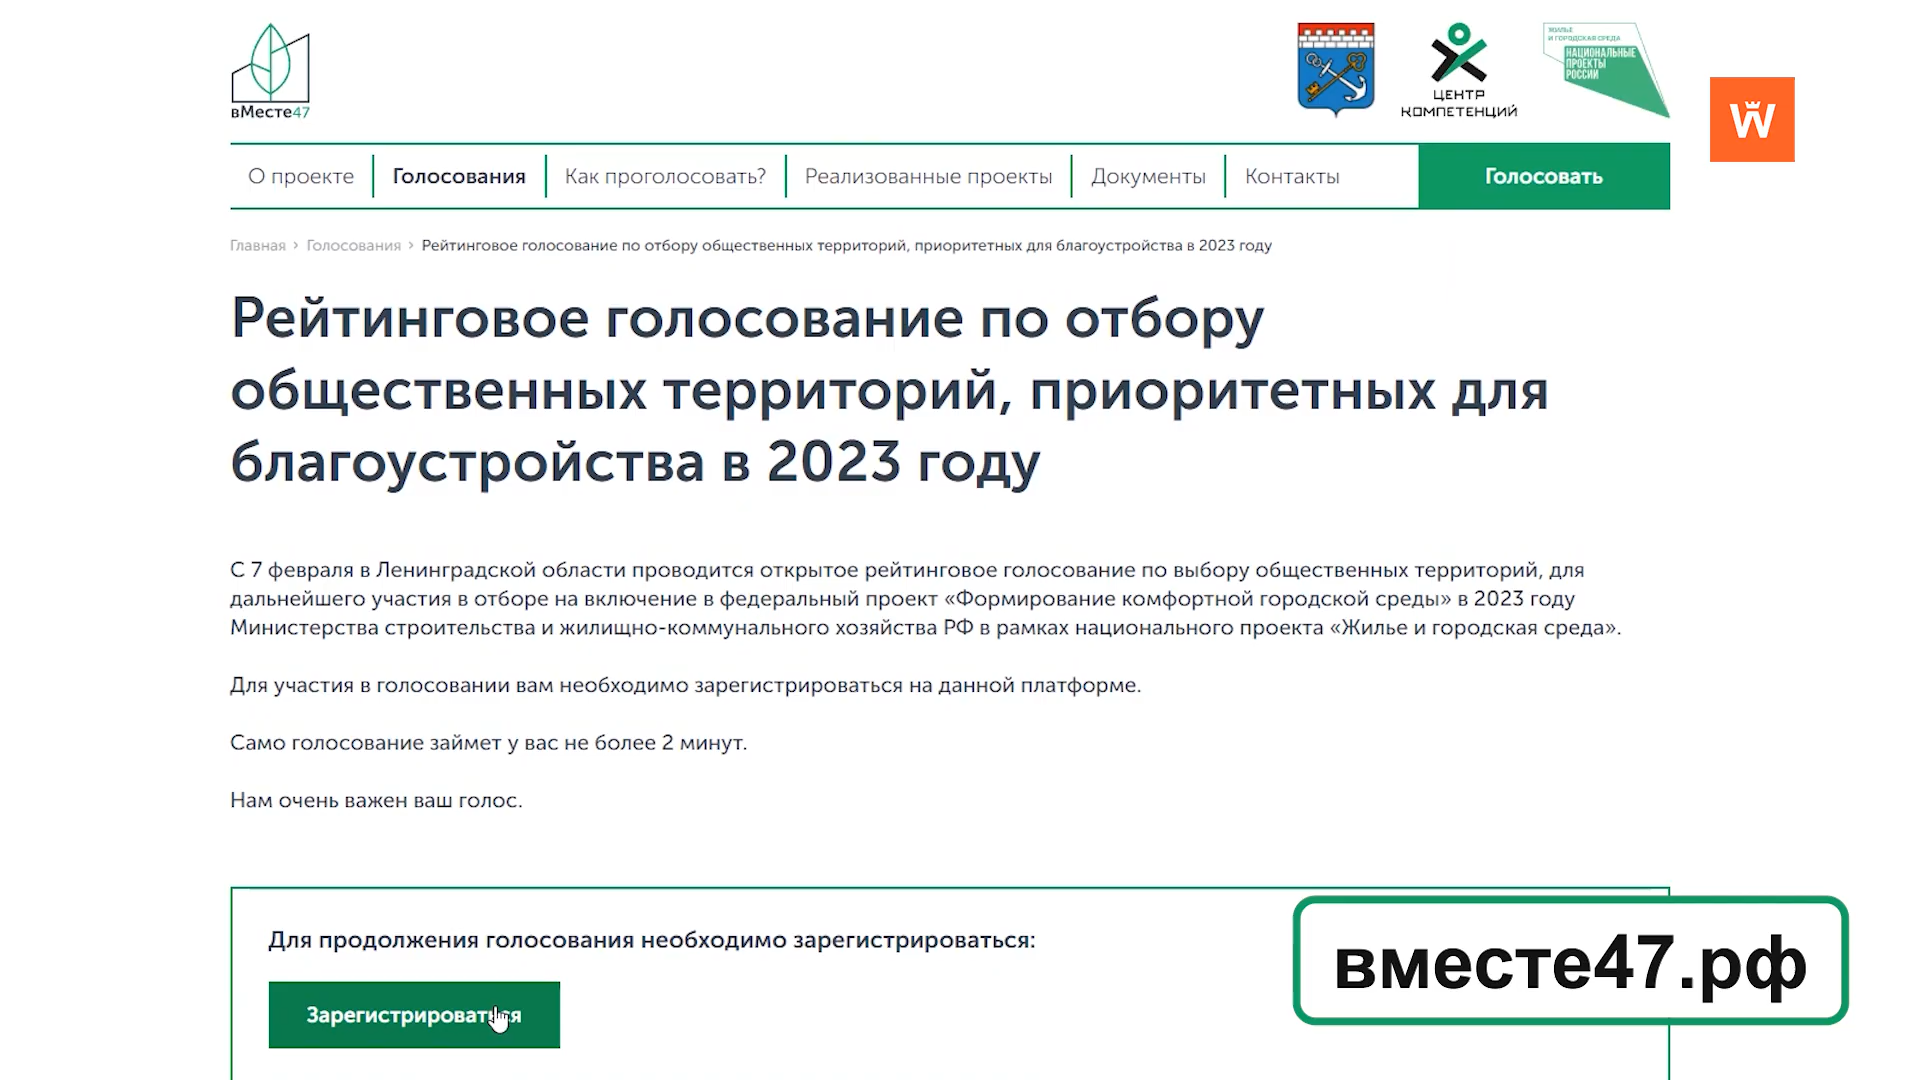 вМесте47
ЦЕНТР
КОМПЕТЕНЦИЙ
ЖИЛЬЕ
И ГОРОДСКАЯ СРЕДА
НАЦИОНАЛЬНЫЕ
ПРОЕКТЫ
РОССИИ
W
О проекте
Голосования
Как проголосовать?
Реализованные проекты
Документы
Контакты
Голосовать
Главная › Голосования › Рейтинговое голосование по отбору общественных территорий, приоритетных для благоустройства в 2023 году
Рейтинговое голосование по отбору
общественных территорий, приоритетных для
благоустройства в 2023 году
С 7 февраля в Ленинградской области проводится открытое рейтинговое голосование по выбору общественных территорий, для
дальнейшего участия в отборе на включение в федеральный проект «Формирование комфортной городской среды» в 2023 году
Министерства строительства и жилищно-коммунального хозяйства РФ в рамках национального проекта «Жилье и городская среда».
Для участия в голосовании вам необходимо зарегистрироваться на данной платформе.
Само голосование займет у вас не более 2 минут.
Нам очень важен ваш голос.
Для продолжения голосования необходимо зарегистрироваться:
Зарегистрироваться
вместе47.рф